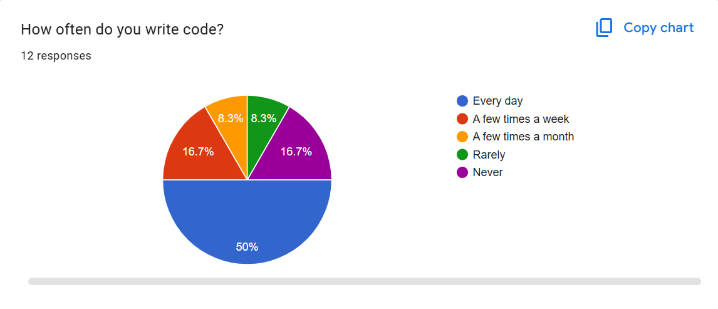 How often do you write code?
Copy chart
12 responses
8.3% 8.3%
16.7% 16.7%
50%
Every day
A few times a week
A few times a month
Rarely
Never